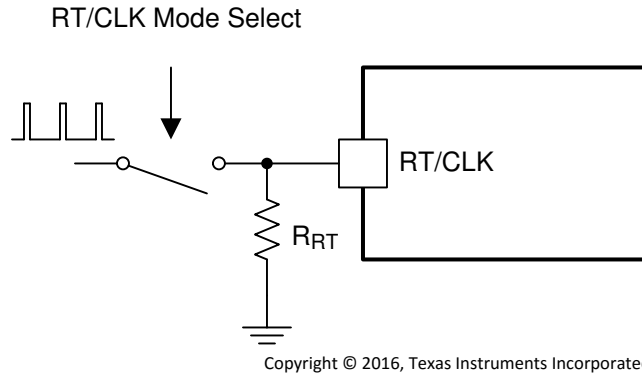 RT/CLK Mode Select
RT/CLK
RRT
Copyright © 2016, Texas Instruments Incorporated